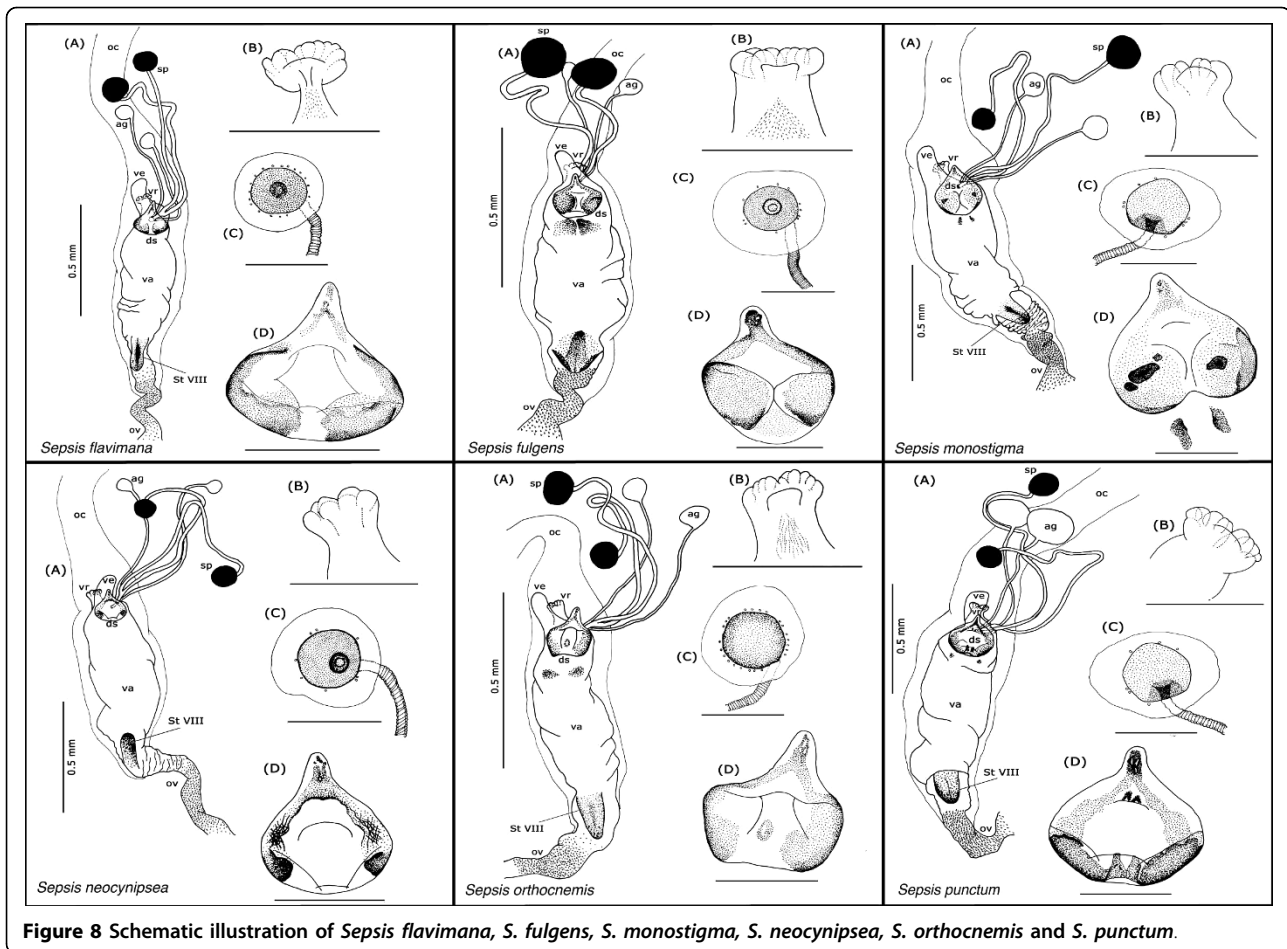 (A)
oc
sp
ag
ve
vr
ds
va
0.5 mm
St VIII
ov
(B)
(C)
(D)
Sepsis flavimana
(A)
sp
oc
ag
ve
vr
ds
va
0.5 mm
ov
(B)
(C)
(D)
Sepsis fulgens
(A)
oc
sp
ag
ve
vr
ds
va
0.5 mm
St VIII
ov
(B)
(C)
(D)
Sepsis monostigma
ag
oc
(A)
sp
vr
ve
ds
va
St VIII
0.5 mm
ov
(B)
(C)
(D)
Sepsis neocynipsea
(A)
sp
ag
oc
ve
vr
ds
va
0.5 mm
St VIII
ov
(B)
(C)
(D)
Sepsis orthocnemis
(A)
sp
oc
ag
ve
vr
ds
va
0.5 mm
St VIII
ov
(B)
(C)
(D)
Sepsis punctum
Figure 8 Schematic illustration of Sepsis flavimana, S. fulgens, S. monostigma, S. neocynipsea, S. orthocnemis and S. punctum.